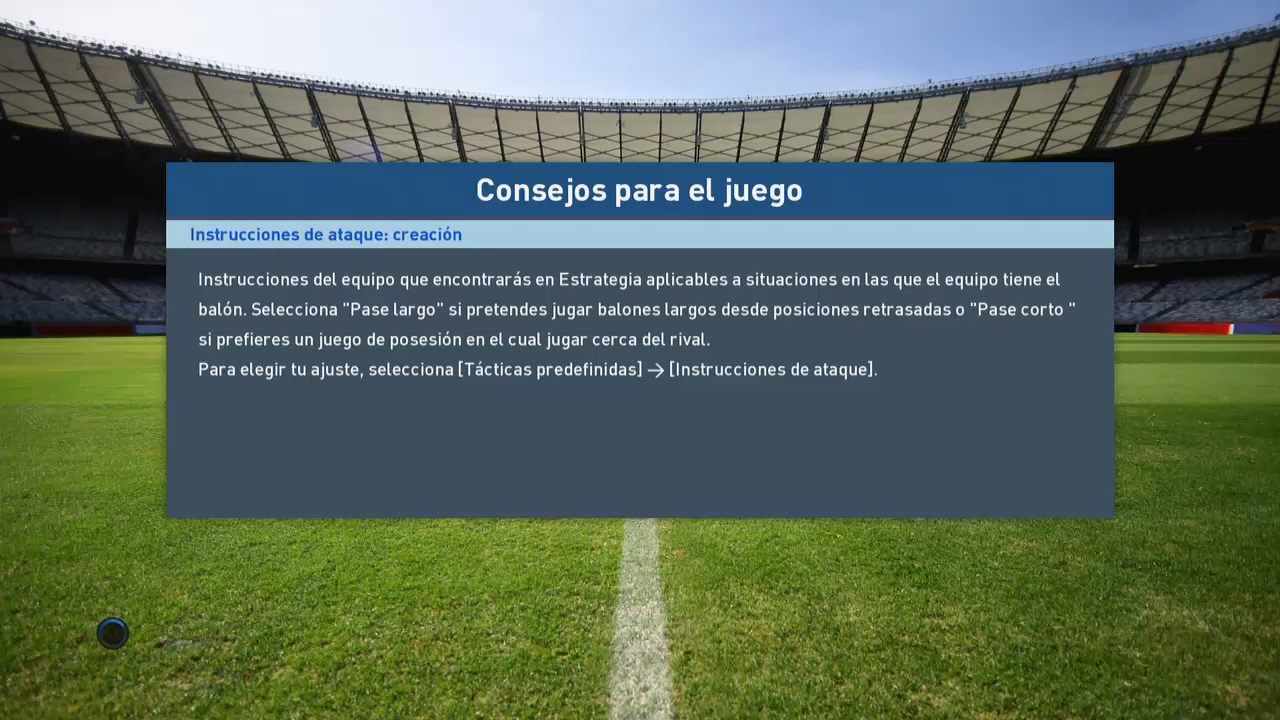 Consejos para el juego
Instrucciones de ataque: creación
Instrucciones del equipo que encontrarás en Estrategia aplicables a situaciones en las que el equipo tiene el
balón. Selecciona "Pase largo" si pretendes jugar balones largos desde posiciones retrasadas o "Pase corto "
si prefieres un juego de posesión en el cual jugar cerca del rival.
Para elegir tu ajuste, selecciona [Tácticas predefinidas] → [Instrucciones de ataque].